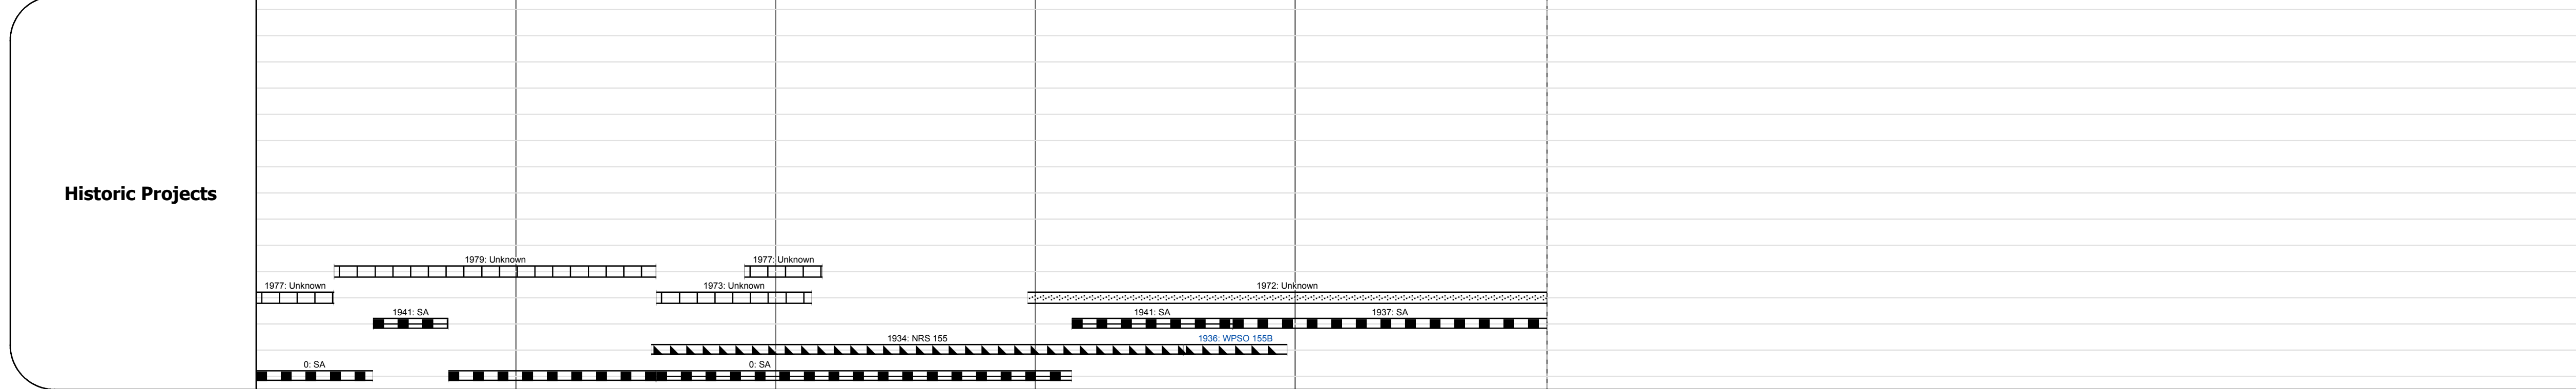 Historic Projects
1979: Unknown
1977: Unknown
1977: Unknown
1973: Unknown
1972: Unknown
1941: SA
1941: SA
1937: SA
1934: NRS 155
1936: WPSO 155B
0: SA
0: SA